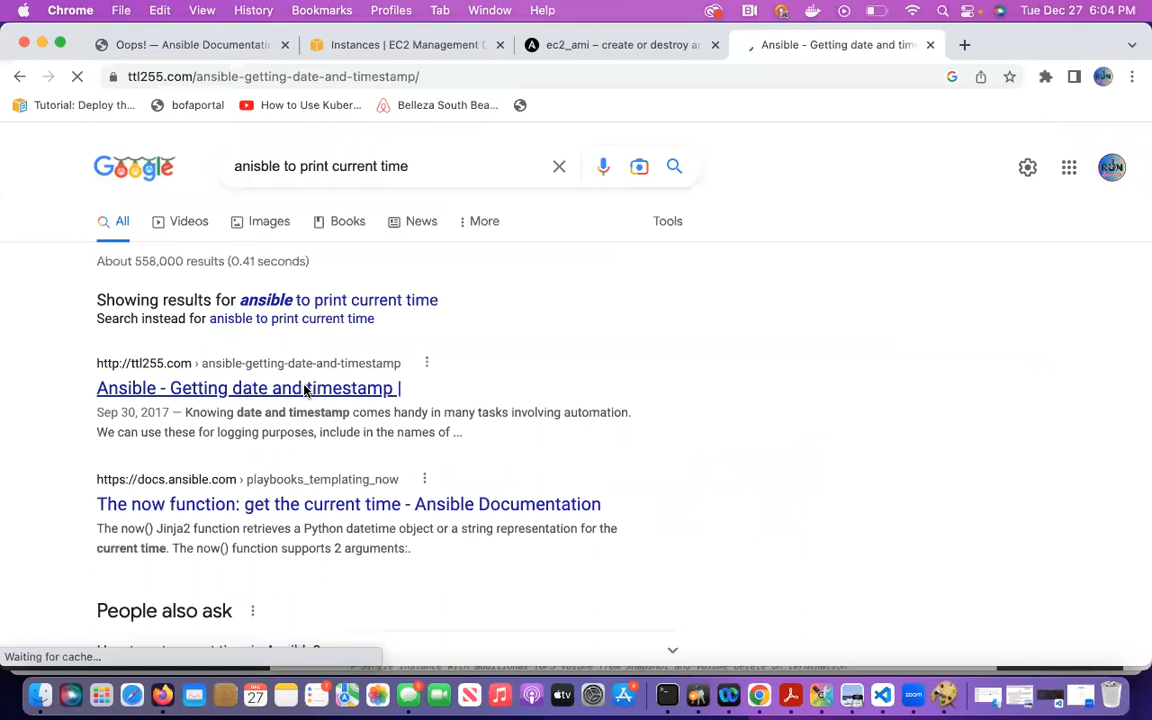 Chrome File Edit View History Bookmarks Profiles Tab Window Help Tue Dec 27 6:04 PM
Oops! — Ansible Documentati Instances | EC2 Management C ec2_ami – create or destroy ar Ansible - Getting date and tim
ttl255.com/ansible-getting-date-and-timestamp/
Tutorial: Deploy th... bofaportal How to Use Kuber... Belleza South Bea...
Google anisble to print current time
All Videos Images Books News More Tools
About 558,000 results (0.41 seconds)
Showing results for ansible to print current time
Search instead for anisble to print current time
http://ttl255.com › ansible-getting-date-and-timestamp
Ansible - Getting date and timestamp |
Sep 30, 2017 — Knowing date and timestamp comes handy in many tasks involving automation.
We can use these for logging purposes, include in the names of ...
https://docs.ansible.com › playbooks_templating_now
The now function: get the current time - Ansible Documentation
The now() Jinja2 function retrieves a Python datetime object or a string representation for the
current time. The now() function supports 2 arguments:.
People also ask
Waiting for cache...
27
tv
zoom